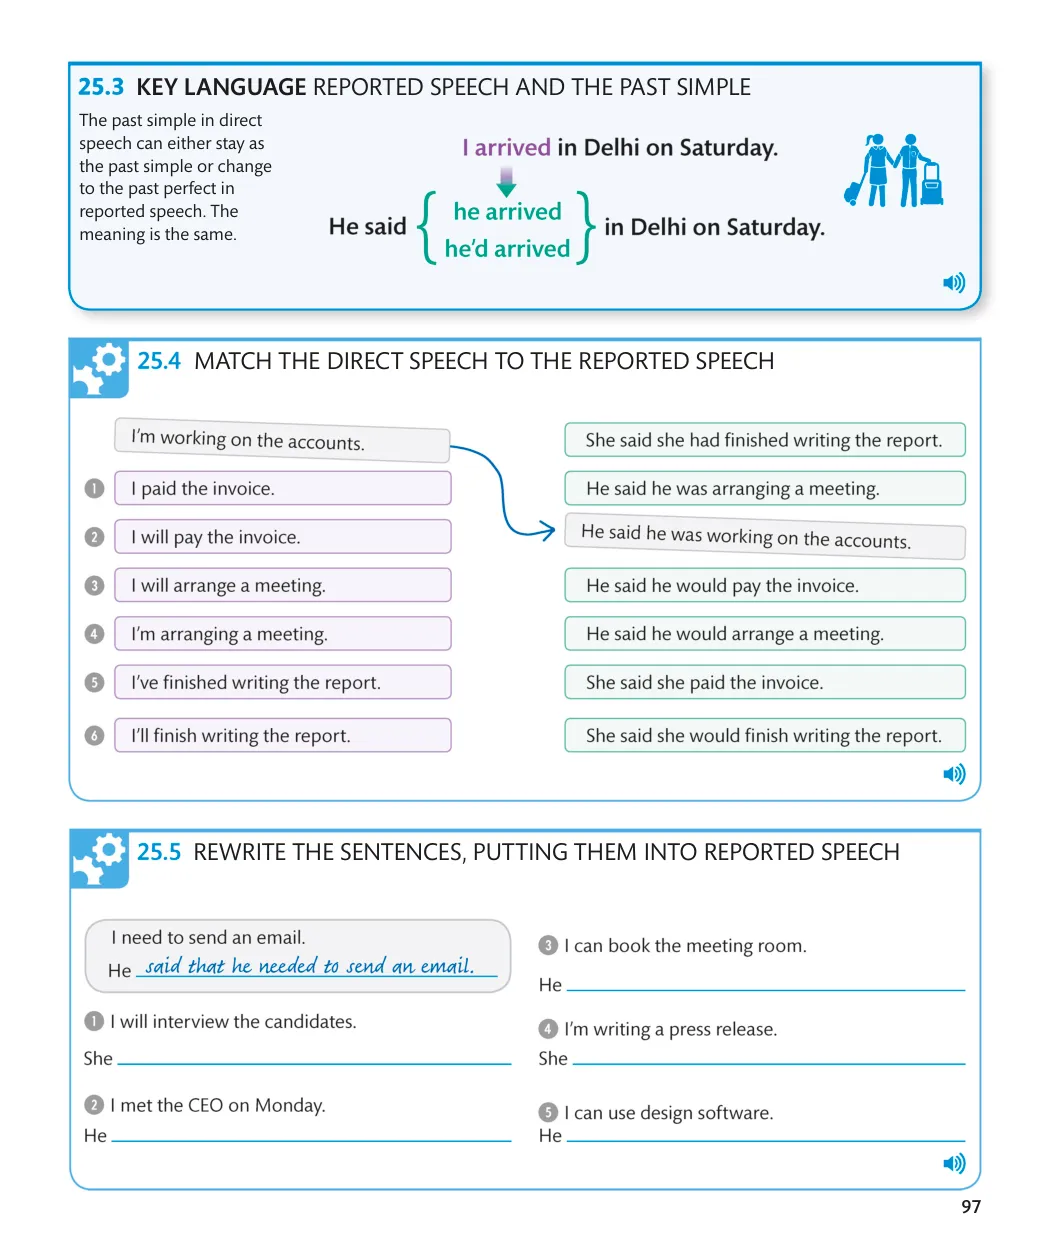 25.3 KEY LANGUAGE REPORTED SPEECH AND THE PAST SIMPLE
The past simple in direct
speech can either stay as
the past simple or change
to the past perfect in
reported speech. The
meaning is the same.
I arrived in Delhi on Saturday.
He said { he arrived } in Delhi on Saturday.
he'd arrived
25.4 MATCH THE DIRECT SPEECH TO THE REPORTED SPEECH
I'm working on the accounts.
1 I paid the invoice.
2 I will pay the invoice.
3 I will arrange a meeting.
4 I'm arranging a meeting.
5 I've finished writing the report.
6 I'll finish writing the report.
She said she had finished writing the report.
He said he was arranging a meeting.
He said he was working on the accounts.
He said he would pay the invoice.
He said he would arrange a meeting.
She said she paid the invoice.
She said she would finish writing the report.
25.5 REWRITE THE SENTENCES, PUTTING THEM INTO REPORTED SPEECH
I need to send an email.
He said that he needed to send an email.
1 I will interview the candidates.
She
2 I met the CEO on Monday.
He
3 I can book the meeting room.
He
4 I'm writing a press release.
She
5 I can use design software.
He
97